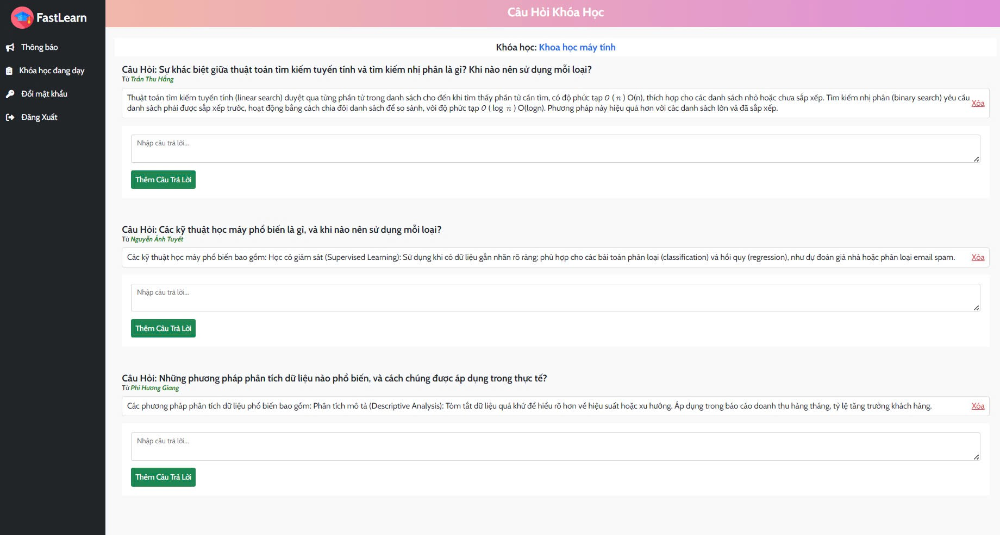 FastLearn
Thông báo
Khóa học đang dạy
Đổi mật khẩu
Đăng Xuất
Câu Hỏi Khóa Học
Khóa học: Khoa học máy tính
Câu Hỏi: Sự khác biệt giữa thuật toán tìm kiếm tuyến tính và tìm kiếm nhị phân là gì? Khi nào nên sử dụng mỗi loại?
Từ Trần Thu Hằng
Thuật toán tìm kiếm tuyến tính (linear search) duyệt qua từng phần tử trong danh sách cho đến khi tìm thấy phần tử cần tìm, có độ phức tạp 𝑂 ( 𝑛 ) O(n), thích hợp cho các danh sách nhỏ hoặc chưa sắp xếp. Tìm kiếm nhị phân (binary search) yêu cầu
danh sách phải được sắp xếp trước, hoạt động bằng cách chia đôi danh sách để so sánh, với độ phức tạp 𝑂 ( log 𝑛 ) O(logn). Phương pháp này hiệu quả hơn với các danh sách lớn và đã sắp xếp.
Xóa
Nhập câu trả lời...
Thêm Câu Trả Lời
Câu Hỏi: Các kỹ thuật học máy phổ biến là gì, và khi nào nên sử dụng mỗi loại?
Từ Nguyễn Ánh Tuyết
Các kỹ thuật học máy phổ biến bao gồm: Học có giám sát (Supervised Learning): Sử dụng khi có dữ liệu gắn nhãn rõ ràng; phù hợp cho các bài toán phân loại (classification) và hồi quy (regression), như dự đoán giá nhà hoặc phân loại email spam.
Xóa
Nhập câu trả lời...
Thêm Câu Trả Lời
Câu Hỏi: Những phương pháp phân tích dữ liệu nào phổ biến, và cách chúng được áp dụng trong thực tế?
Từ Phí Hương Giang
Các phương pháp phân tích dữ liệu phổ biến bao gồm: Phân tích mô tả (Descriptive Analysis): Tóm tắt dữ liệu quá khứ để hiểu rõ hơn về hiệu suất hoặc xu hướng. Áp dụng trong báo cáo doanh thu hàng tháng, tỷ lệ tăng trưởng khách hàng.
Xóa
Nhập câu trả lời...
Thêm Câu Trả Lời